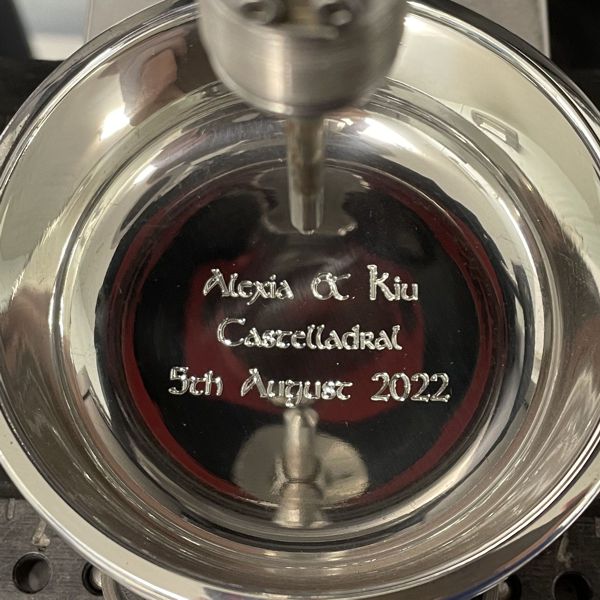 Alexia & Kiu
Castelladral
5th August 2022